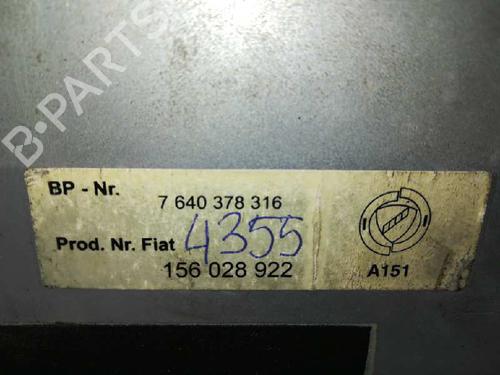 B-PARTS
BP - Nr. 7 640 378 316
Prod. Nr. Fiat 4355
156 028 922 A151